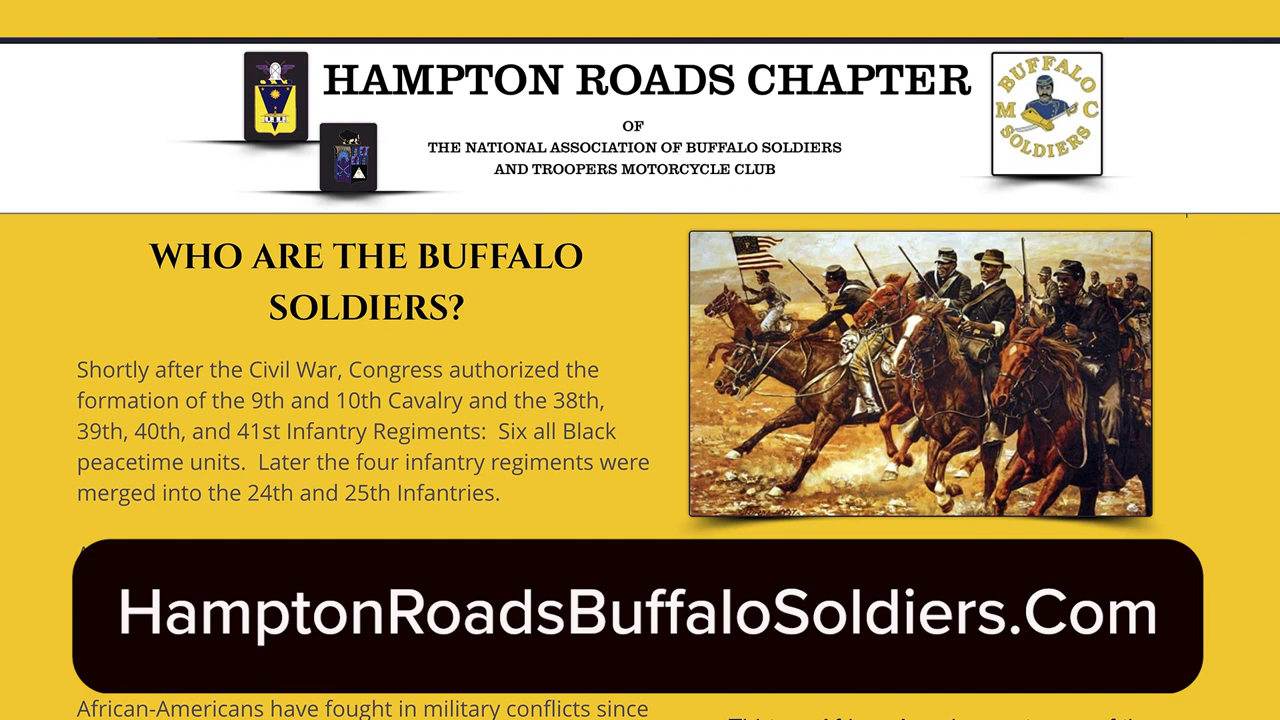 HAMPTON ROADS CHAPTER
OF
THE NATIONAL ASSOCIATION OF BUFFALO SOLDIERS
AND TROOPERS MOTORCYCLE CLUB
BUFFALO
M C
SOLDIERS
WHO ARE THE BUFFALO
SOLDIERS?
Shortly after the Civil War, Congress authorized the
formation of the 9th and 10th Cavalry and the 38th,
39th, 40th, and 41st Infantry Regiments:  Six all Black
peacetime units.  Later the four infantry regiments were
merged into the 24th and 25th Infantries.
HamptonRoadsBuffaloSoldiers.Com
African-Americans have fought in military conflicts since